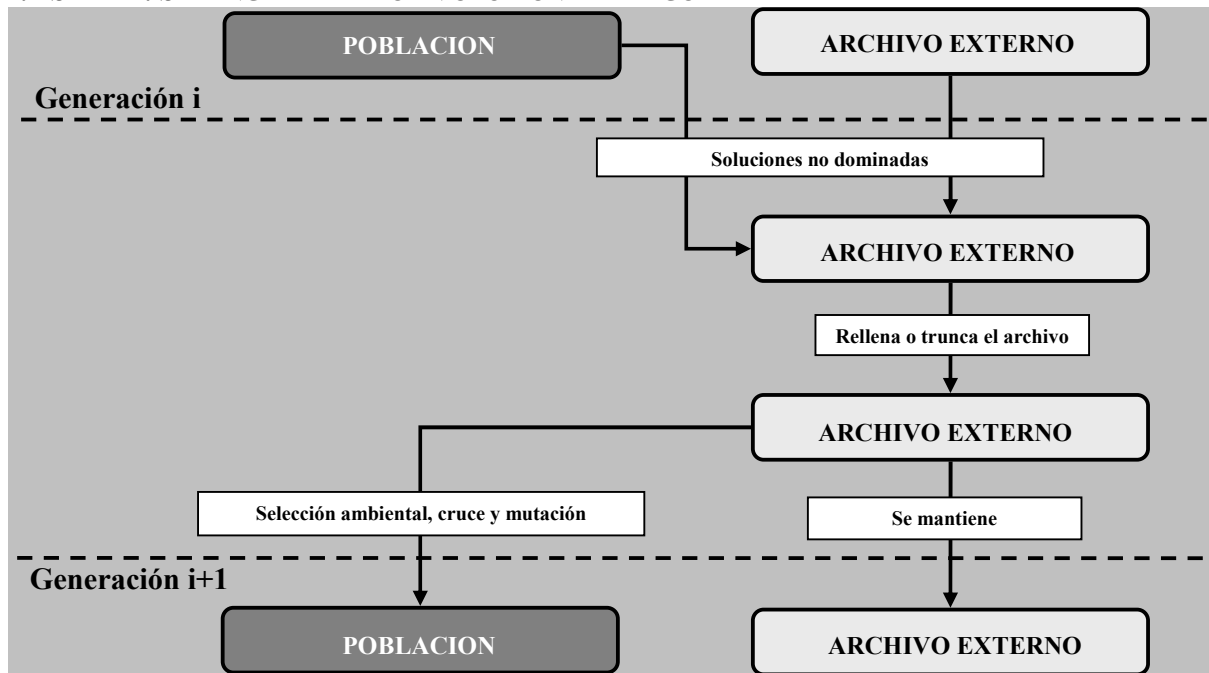 POBLACION
ARCHIVO EXTERNO
Generación i
Soluciones no dominadas
ARCHIVO EXTERNO
Rellena o trunca el archivo
ARCHIVO EXTERNO
Selección ambiental, cruce y mutación
Se mantiene
Generación i+1
POBLACION
ARCHIVO EXTERNO